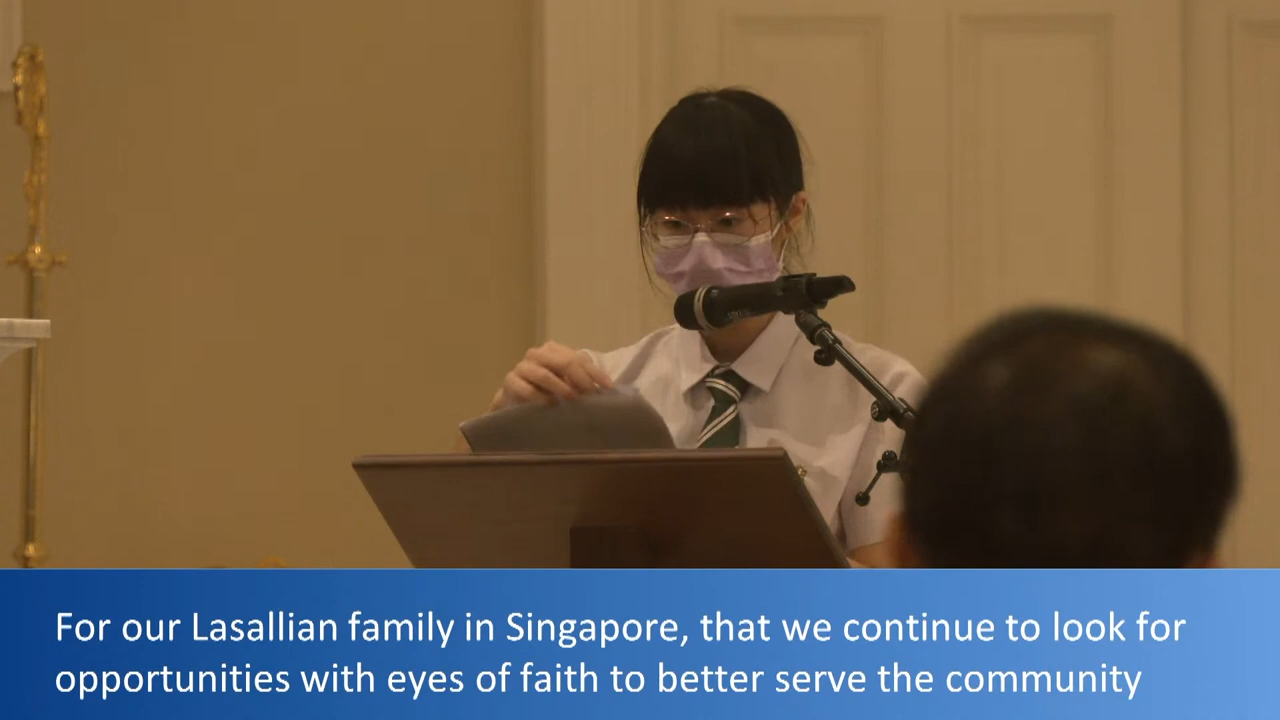 For our Lasallian family in Singapore, that we continue to look for
opportunities with eyes of faith to better serve the community